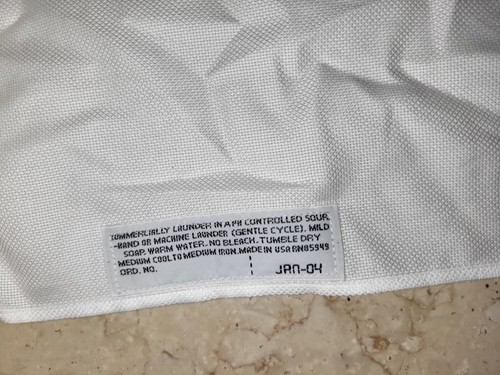 COMMERCIALLY LAUNDER IN A PH CONTROLLED SOUR.
-HAND OR MACHINE LAUNDER (GENTLE CYCLE). MILD
SOAP. WARM WATER. NO BLEACH. TUMBLE DRY
MEDIUM COOL TO MEDIUM IRON. MADE IN USA RN85949
ORD. NO.
JAN-04